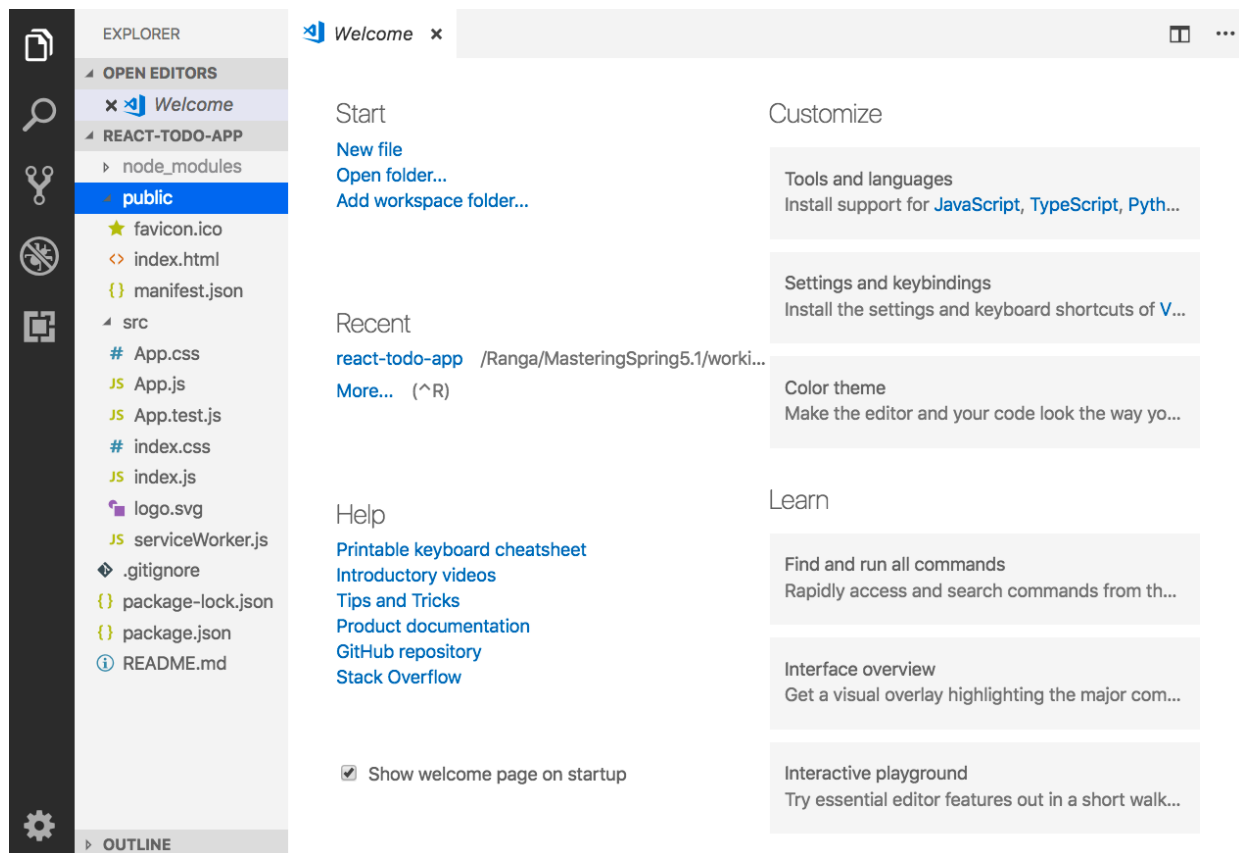 EXPLORER
OPEN EDITORS
Welcome
REACT-TODO-APP
node_modules
public
favicon.ico
<> index.html
{} manifest.json
src
# App.css
JS App.js
JS App.test.js
# index.css
JS index.js
logo.svg
JS serviceWorker.js
.gitignore
{} package-lock.json
{} package.json
README.md
OUTLINE
Welcome
Start
New file
Open folder...
Add workspace folder...
Recent
react-todo-app /Ranga/MasteringSpring5.1/worki...
More... (^R)
Help
Printable keyboard cheatsheet
Introductory videos
Tips and Tricks
Product documentation
GitHub repository
Stack Overflow
Show welcome page on startup
Customize
Tools and languages
Install support for JavaScript, TypeScript, Pyth...
Settings and keybindings
Install the settings and keyboard shortcuts of V...
Color theme
Make the editor and your code look the way yo...
Learn
Find and run all commands
Rapidly access and search commands from th...
Interface overview
Get a visual overlay highlighting the major com...
Interactive playground
Try essential editor features out in a short walk...